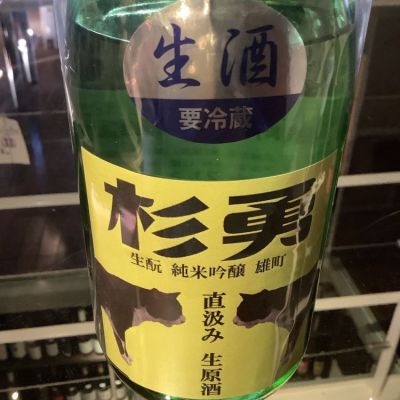 生酒
要冷蔵
杉勇
生酛 純米吟醸 雄町
直汲み 生原酒